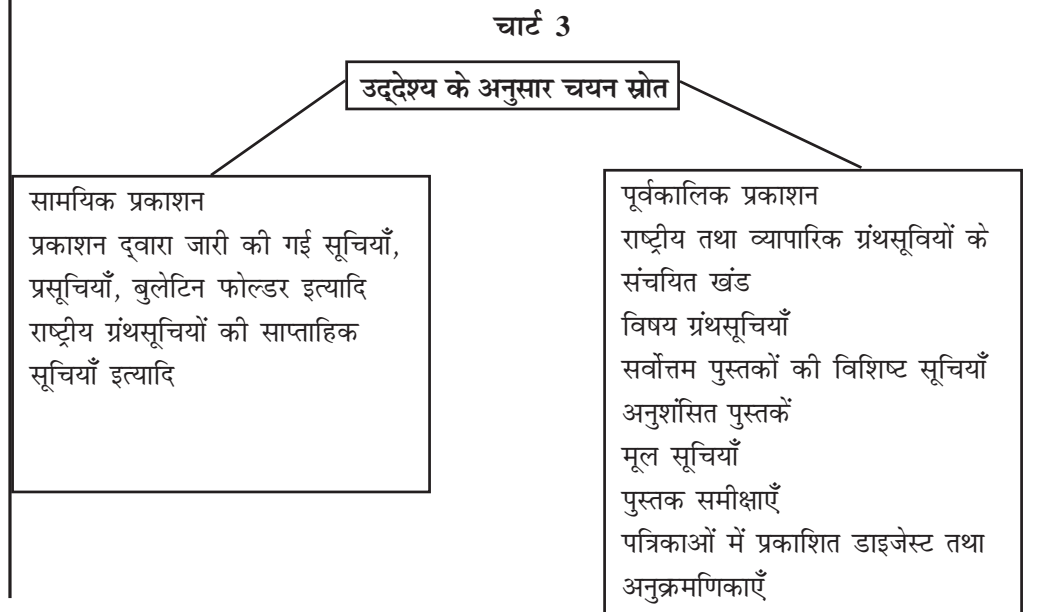 चार्ट 3
उद्देश्य के अनुसार चयन स्रोत
सामयिक प्रकाशन
प्रकाशन द्वारा जारी की गई सूचियाँ,
प्रसूचियाँ, बुलेटिन फोल्डर इत्यादि
राष्ट्रीय ग्रंथसूचियों की साप्ताहिक
सूचियाँ इत्यादि
पूर्वकालिक प्रकाशन
राष्ट्रीय तथा व्यापारिक ग्रंथसूवियों के
संचयित खंड
विषय ग्रंथसूचियाँ
सर्वोत्तम पुस्तकों की विशिष्ट सूचियाँ
अनुशंसित पुस्तकें
मूल सूचियाँ
पुस्तक समीक्षाएँ
पत्रिकाओं में प्रकाशित डाइजेस्ट तथा
अनुक्रमणिकाएँ